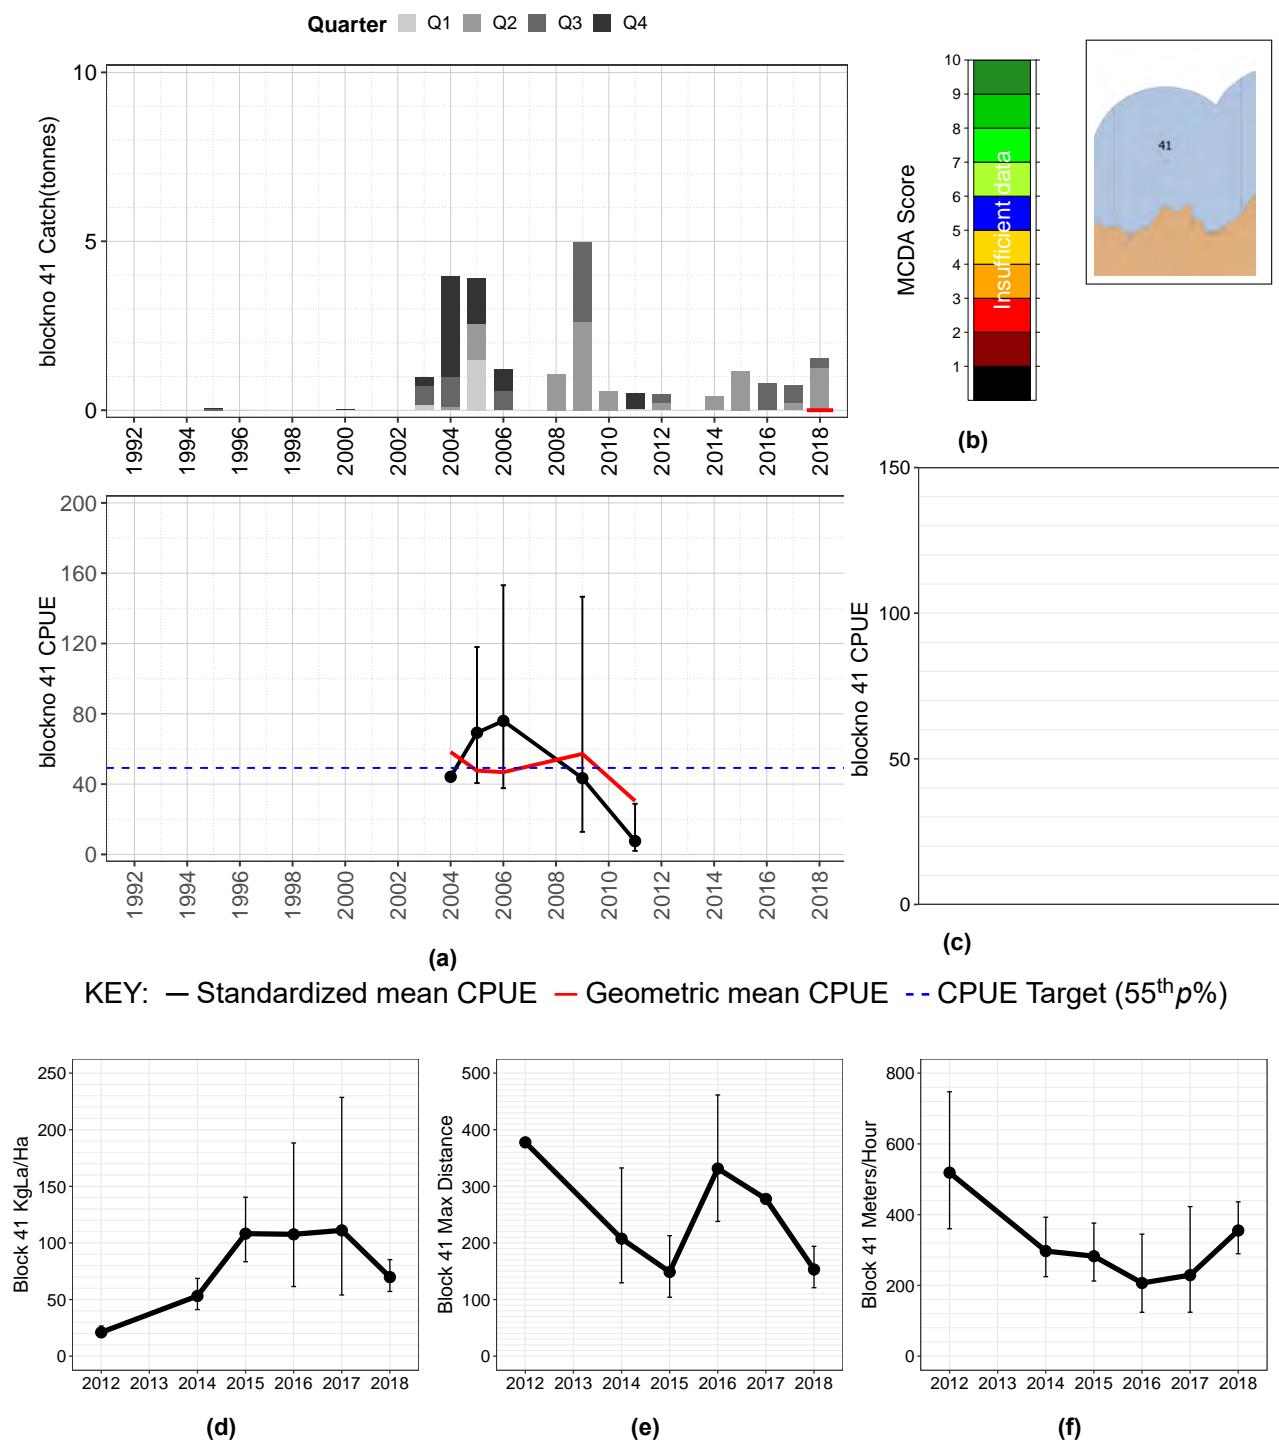 Quarter Q1 Q2 Q3 Q4
blockno 41 Catch(tonnes)
10
5
0
1992 1994 1996 1998 2000 2002 2004 2006 2008 2010 2012 2014 2016 2018
MCDA Score
10
9
8
7
6
5
4
3
2
1
Insufficient data
41
(b)
blockno 41 CPUE
200
160
120
80
40
0
1992 1994 1996 1998 2000 2002 2004 2006 2008 2010 2012 2014 2016 2018
(a)
blockno 41 CPUE
150
100
50
0
(c)
KEY: Standardized mean CPUE Geometric mean CPUE CPUE Target (55th p%)
Block 41 KgLa/Ha
250
200
150
100
50
0
2012 2013 2014 2015 2016 2017 2018
(d)
Block 41 Max Distance
500
400
300
200
100
0
2012 2013 2014 2015 2016 2017 2018
(e)
Block 41 Meters/Hour
800
600
400
200
0
2012 2013 2014 2015 2016 2017 2018
(f)